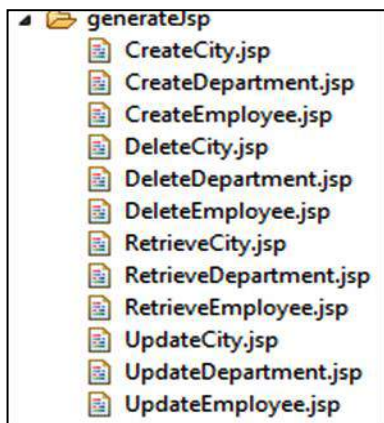 generateJsp
CreateCity.jsp
CreateDepartment.jsp
CreateEmployee.jsp
DeleteCity.jsp
DeleteDepartment.jsp
DeleteEmployee.jsp
RetrieveCity.jsp
RetrieveDepartment.jsp
RetrieveEmployee.jsp
UpdateCity.jsp
UpdateDepartment.jsp
UpdateEmployee.jsp